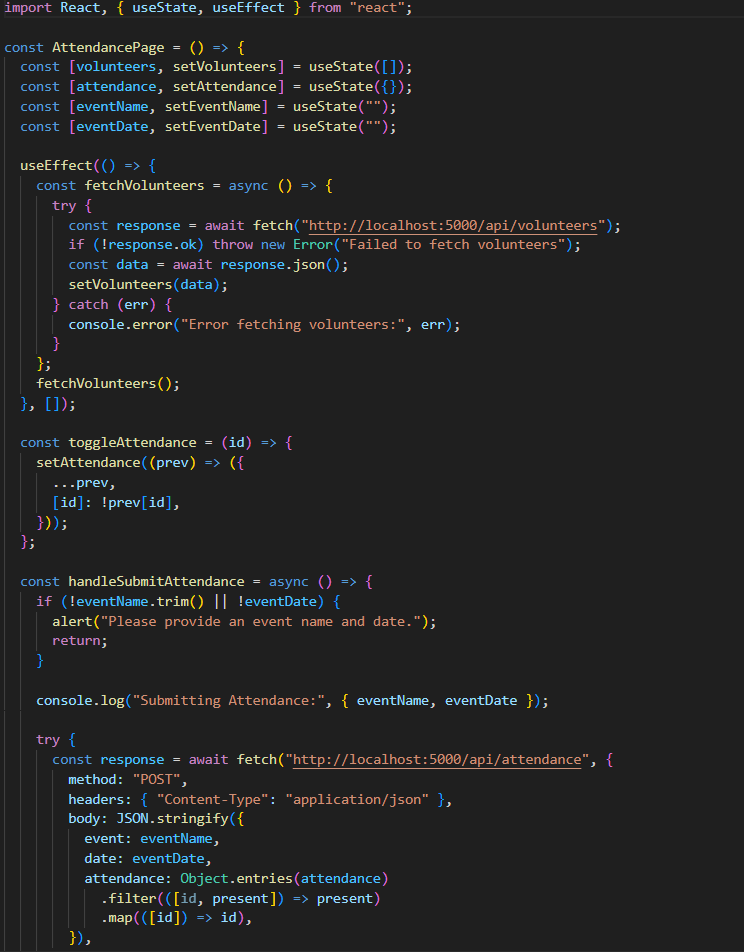 import React, { useState, useEffect } from "react";

const AttendancePage = () => {
  const [volunteers, setVolunteers] = useState([]);
  const [attendance, setAttendance] = useState({});
  const [eventName, setEventName] = useState("");
  const [eventDate, setEventDate] = useState("");

  useEffect(() => {
    const fetchVolunteers = async () => {
      try {
        const response = await fetch("http://localhost:5000/api/volunteers");
        if (!response.ok) throw new Error("Failed to fetch volunteers");
        const data = await response.json();
        setVolunteers(data);
      } catch (err) {
        console.error("Error fetching volunteers:", err);
      }
    };
    fetchVolunteers();
  }, []);

  const toggleAttendance = (id) => {
    setAttendance((prev) => ({
      ...prev,
      [id]: !prev[id],
    }));
  };

  const handleSubmitAttendance = async () => {
    if (!eventName.trim() || !eventDate) {
      alert("Please provide an event name and date.");
      return;
    }

    console.log("Submitting Attendance:", { eventName, eventDate });

    try {
      const response = await fetch("http://localhost:5000/api/attendance", {
        method: "POST",
        headers: { "Content-Type": "application/json" },
        body: JSON.stringify({
          event: eventName,
          date: eventDate,
          attendance: Object.entries(attendance)
            .filter(([id, present]) => present)
            .map(([id]) => id),
        }),